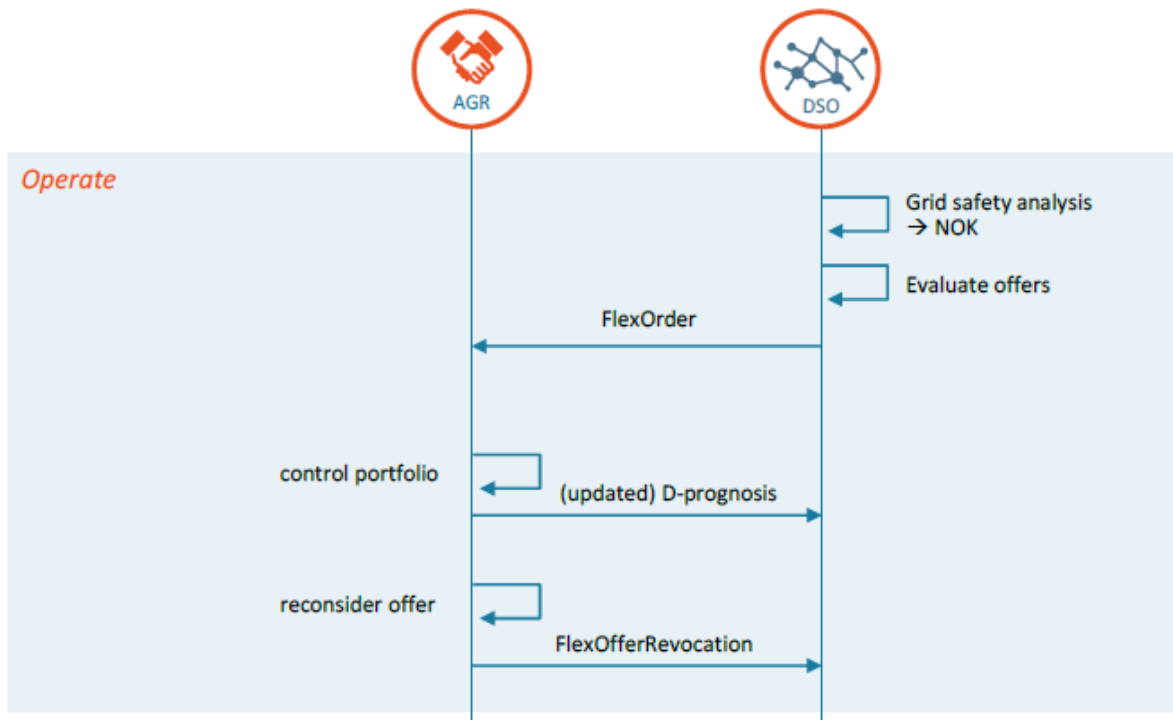 AGR
DSO
Operate
Grid safety analysis
→ NOK
Evaluate offers
FlexOrder
control portfolio
(updated) D-prognosis
reconsider offer
FlexOfferRevocation